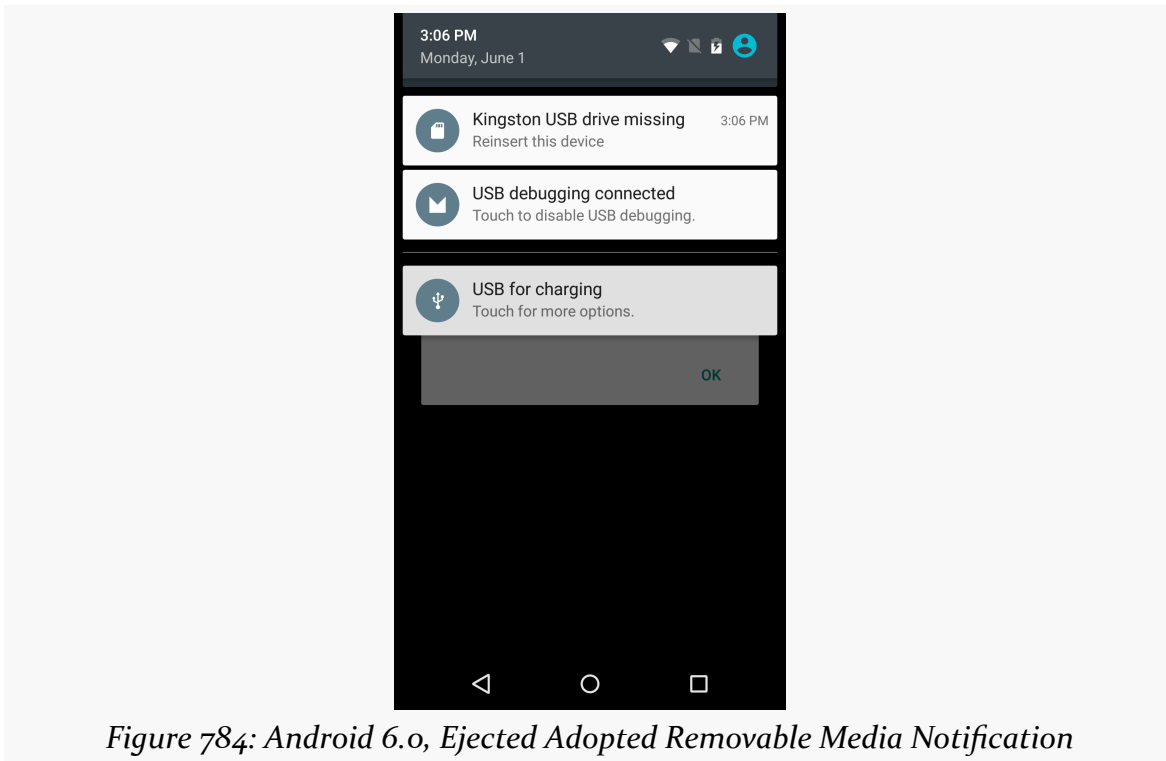 3:06 PM
Monday, June 1
Kingston USB drive missing 3:06 PM
Reinsert this device
USB debugging connected
Touch to disable USB debugging.
USB for charging
Touch for more options.
OK
Figure 784: Android 6.0, Ejected Adopted Removable Media Notification